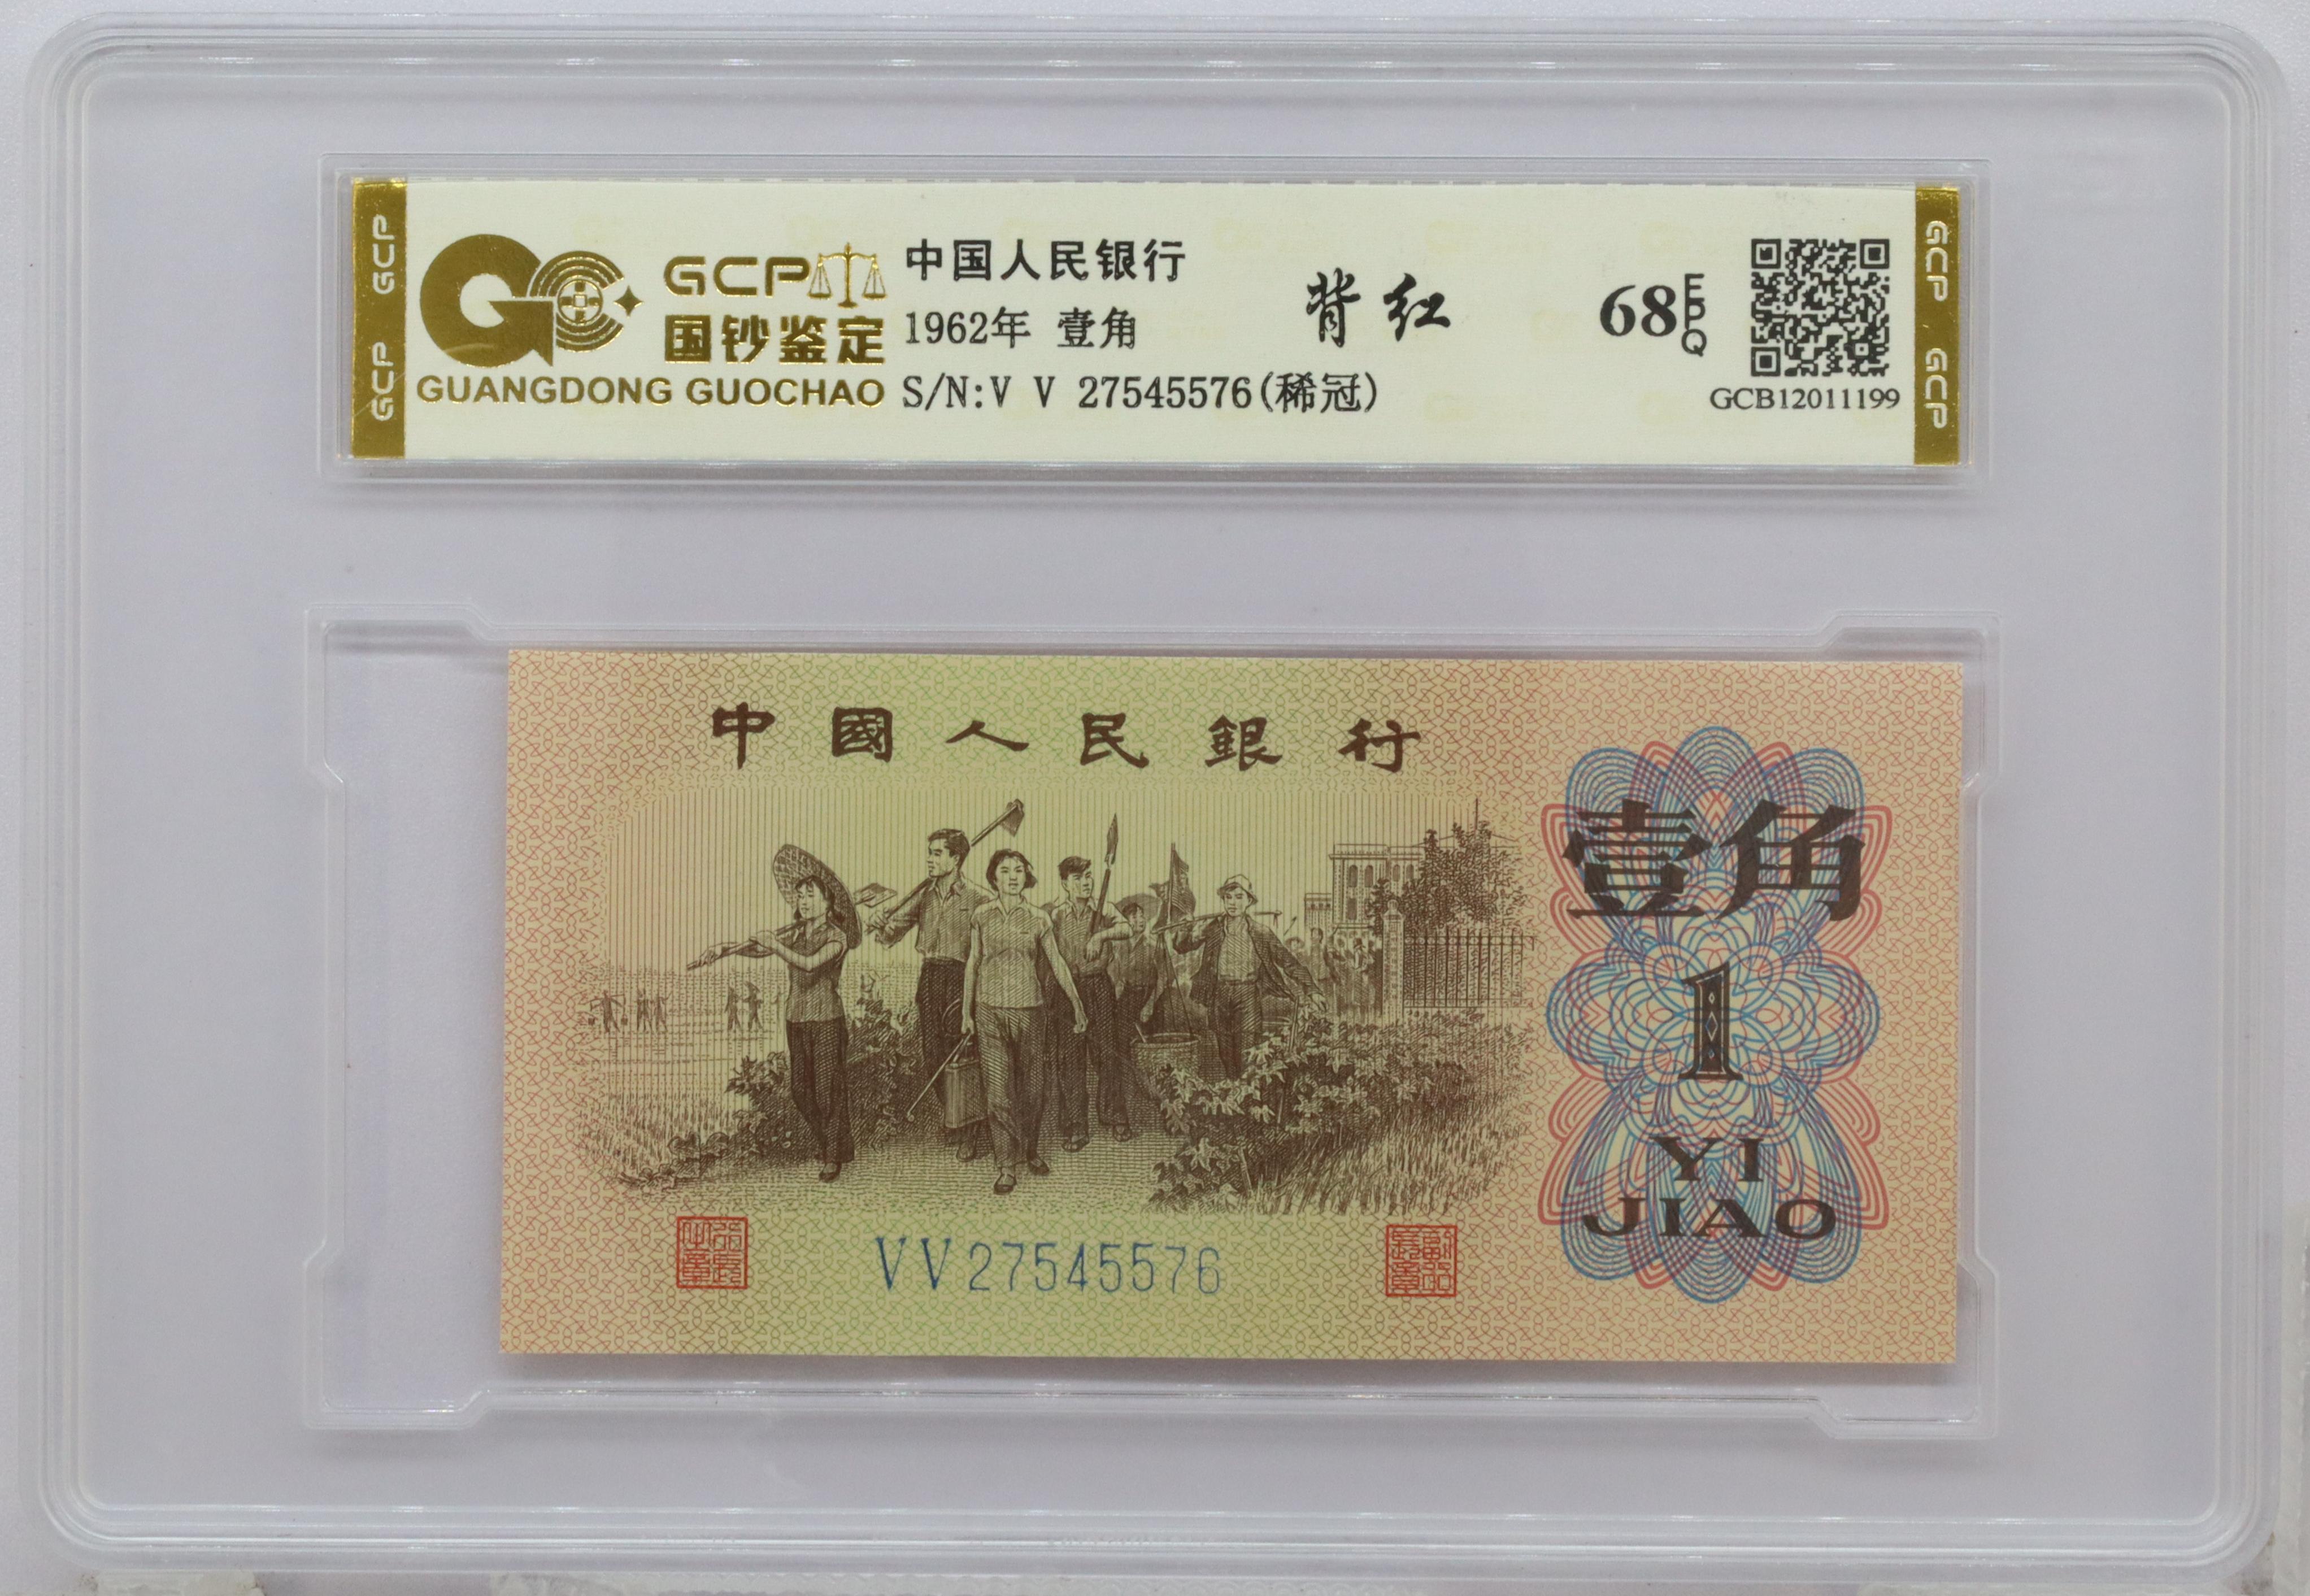 GCP GCP
GCP
国钞鉴定
GUANGDONG GUOCHAO
中国人民银行
1962年 壹角
S/N:V V 27545576(稀冠)
背红
68
EPQ
GCB12011199
GCP GCP
中國人民銀行
壹角
1
YI
JIAO
VV27545576